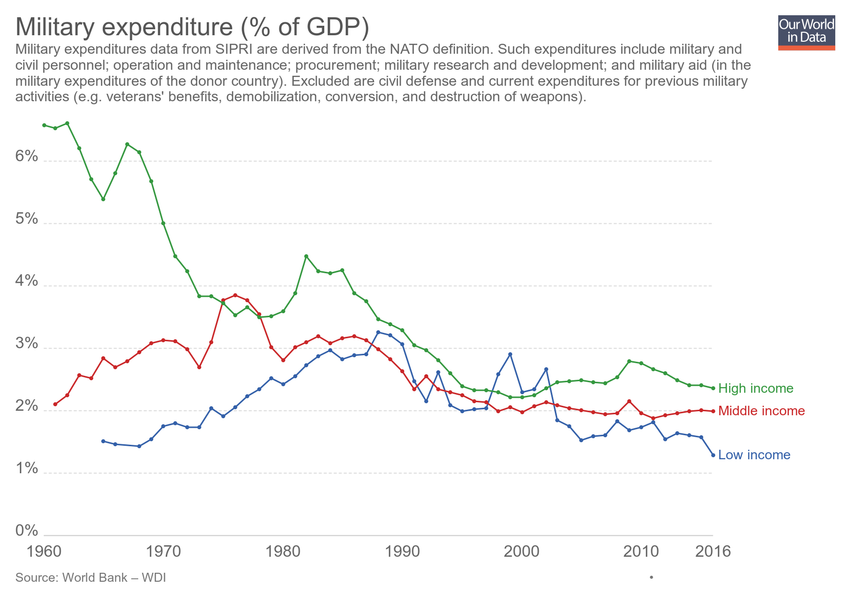 Military expenditure (% of GDP)
Our World
in Data
Military expenditures data from SIPRI are derived from the NATO definition. Such expenditures include military and
civil personnel; operation and maintenance; procurement; military research and development; and military aid (in the
military expenditures of the donor country). Excluded are civil defense and current expenditures for previous military
activities (e.g. veterans' benefits, demobilization, conversion, and destruction of weapons).
6%
5%
4%
3%
2%
1%
0%
High income
Middle income
Low income
1960 1970 1980 1990 2000 2010 2016
Source: World Bank – WDI